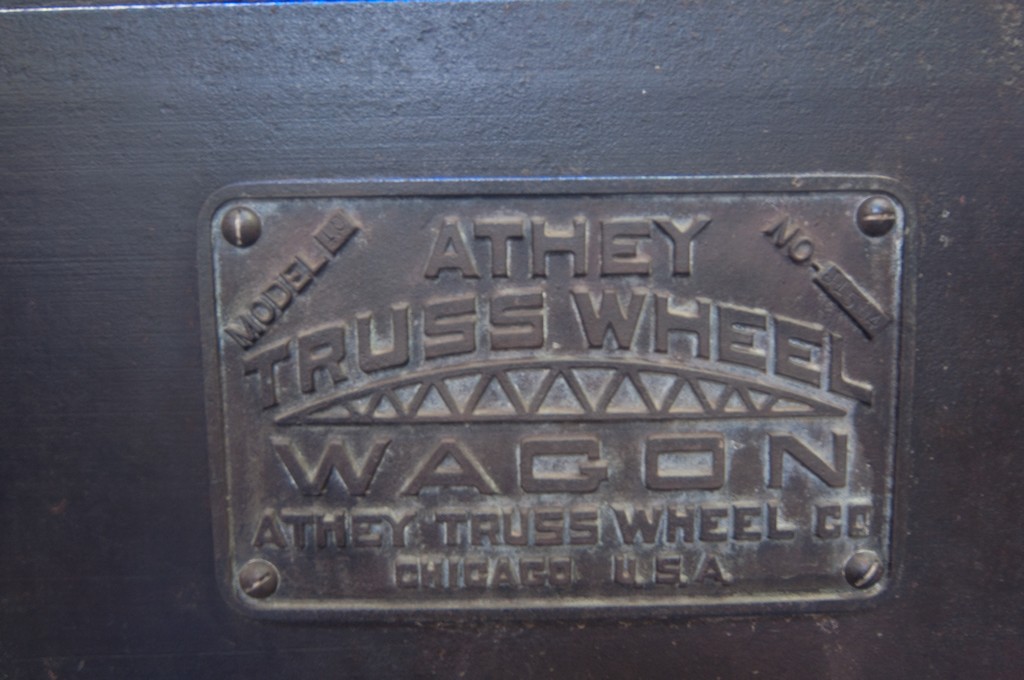 MODEL
ATHEY
NO-
TRUSS WHEEL
WAGON
ATHEY TRUSS WHEEL CO
CHICAGO U.S.A.